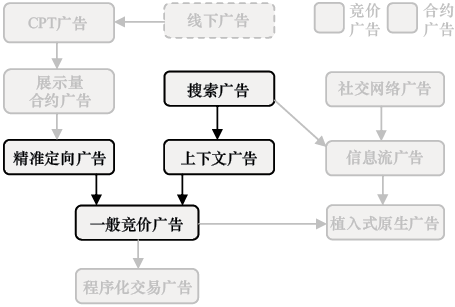 CPT广告
线下广告
竞价
广告
合约
广告
展示量
合约广告
搜索广告
社交网络广告
精准定向广告
上下文广告
信息流广告
一般竞价广告
植入式原生广告
程序化交易广告